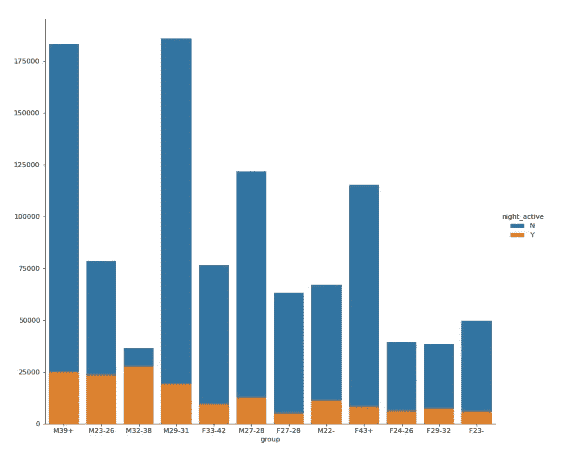 175000
150000
125000
100000
75000
50000
25000
0
M39+ M23-26 M32-38 M29-31 F33-42 M27-28 F27-28 M22- F43+ F24-26 F29-32 F23-
group
night_active
N
Y